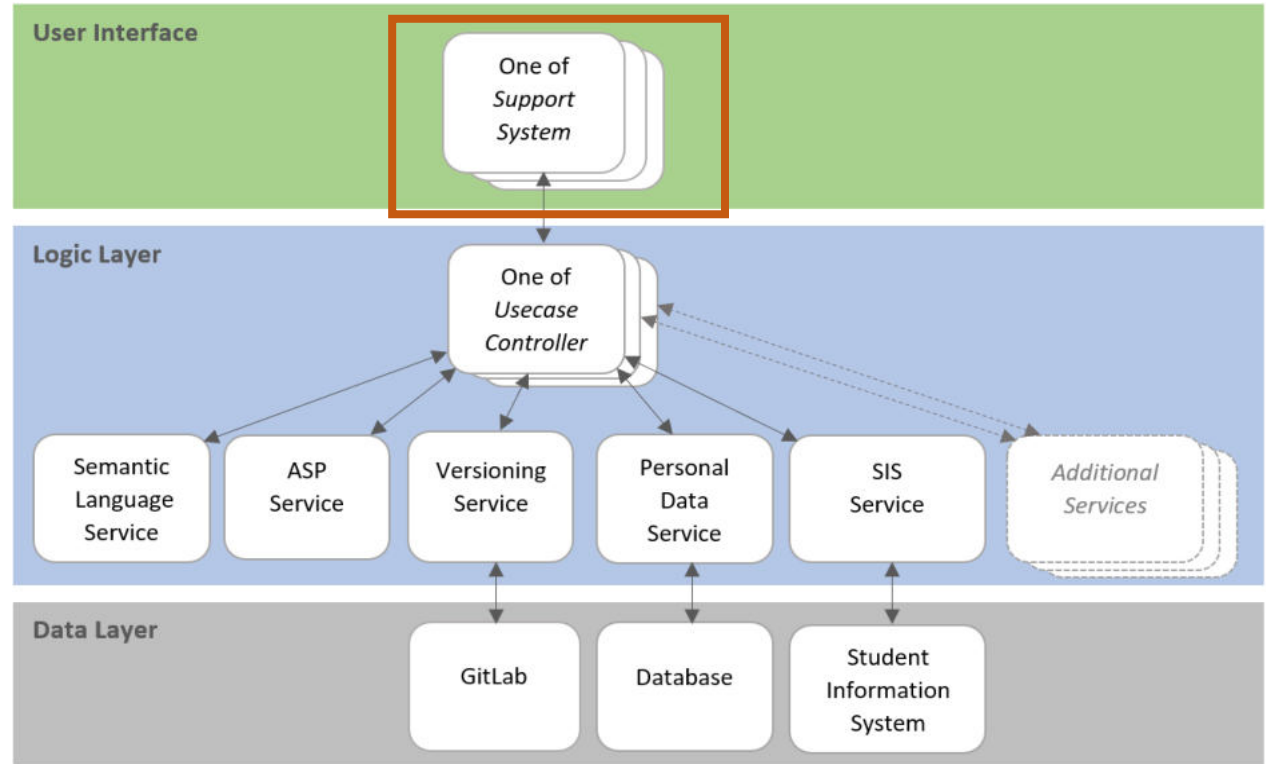 User Interface
One of
Support
System
Logic Layer
One of
Usecase
Controller
Semantic
Language
Service
ASP
Service
Versioning
Service
Personal
Data
Service
SIS
Service
Additional
Services
Data Layer
GitLab
Database
Student
Information
System